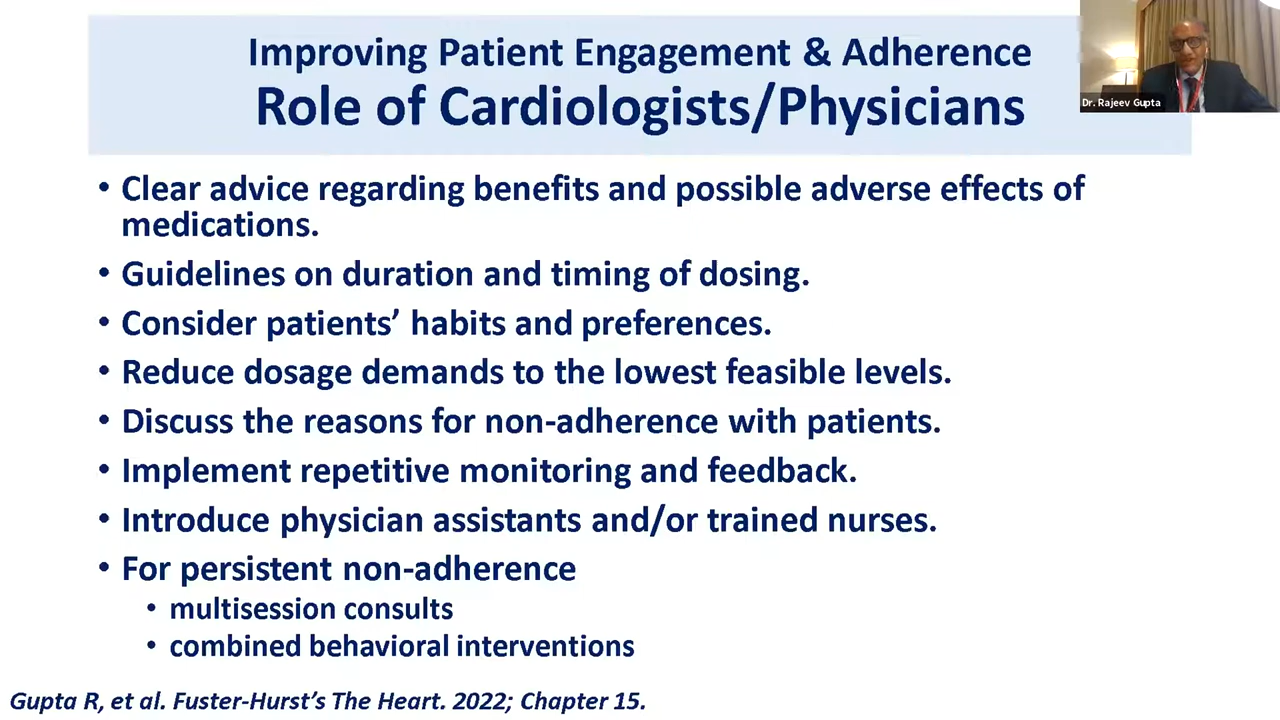 Improving Patient Engagement & Adherence
Role of Cardiologists/Physicians
Dr. Rajeev Gupta
• Clear advice regarding benefits and possible adverse effects of
medications.
• Guidelines on duration and timing of dosing.
• Consider patients’ habits and preferences.
• Reduce dosage demands to the lowest feasible levels.
• Discuss the reasons for non-adherence with patients.
• Implement repetitive monitoring and feedback.
• Introduce physician assistants and/or trained nurses.
• For persistent non-adherence
• multisession consults
• combined behavioral interventions
Gupta R, et al. Fuster-Hurst’s The Heart. 2022; Chapter 15.